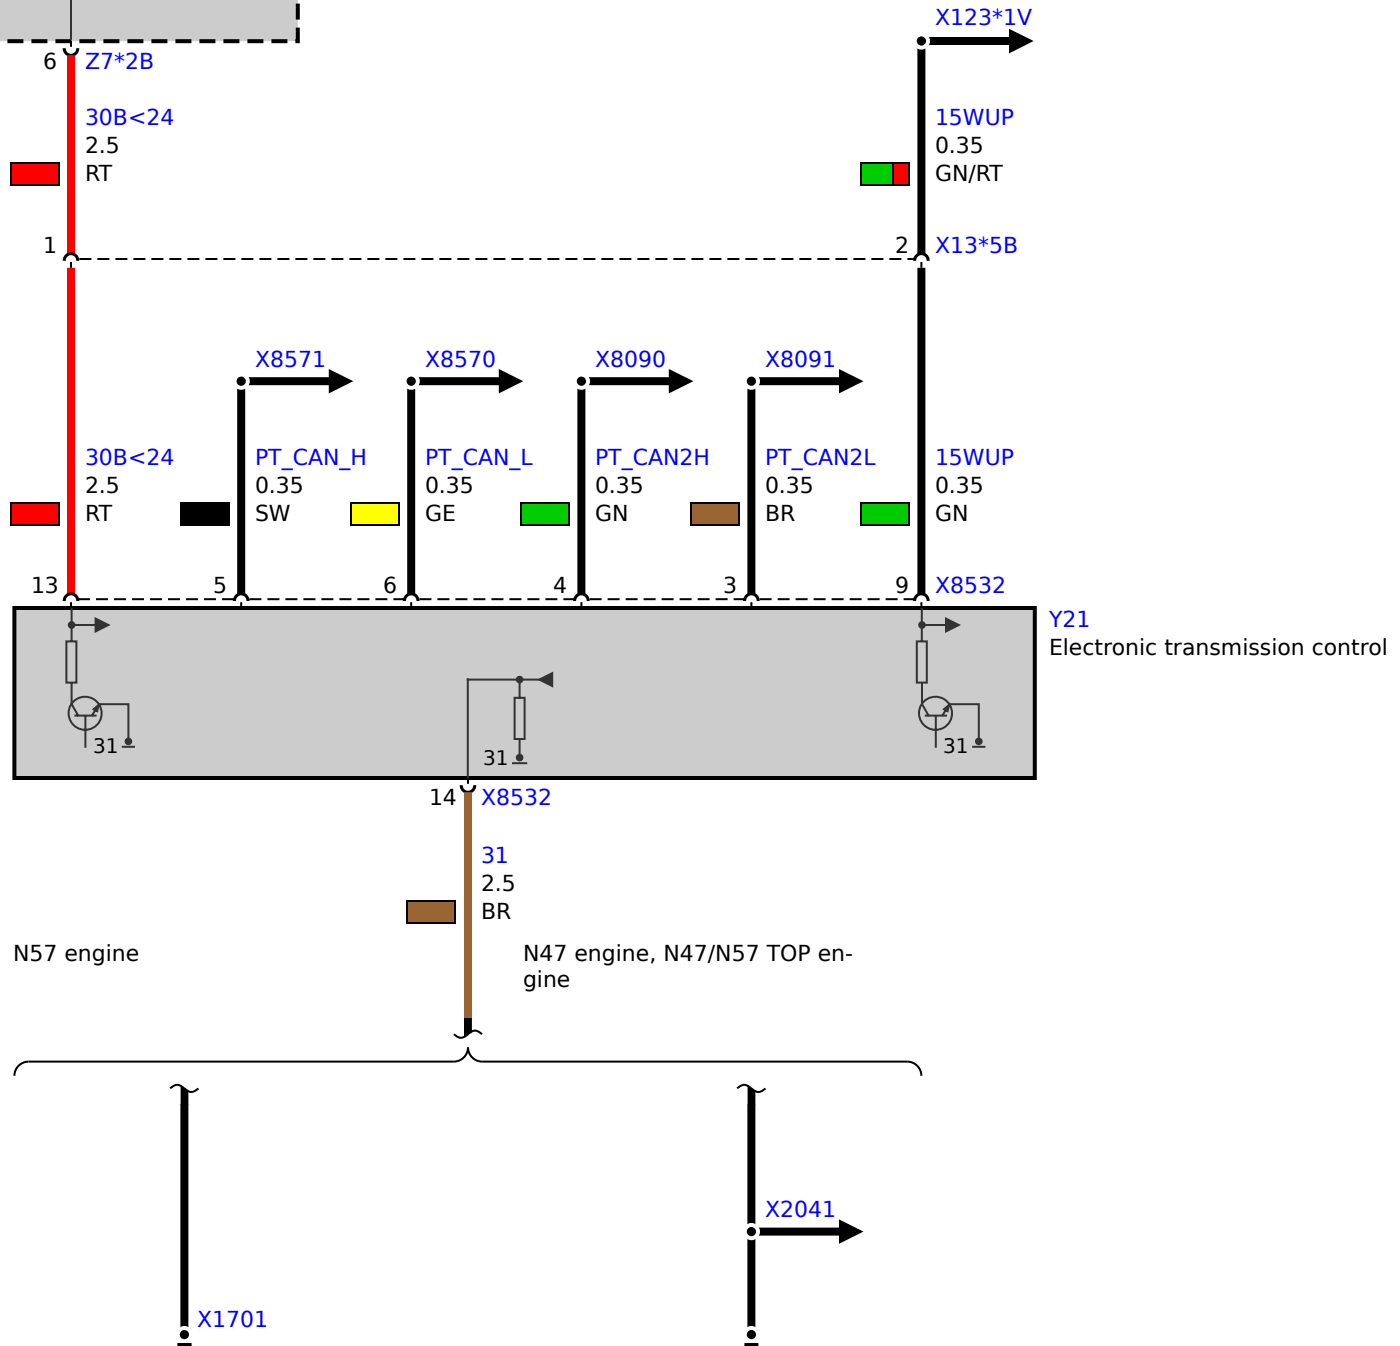 X123*1V
6 Z7*2B
30B<24
2.5
RT
15WUP
0.35
GN/RT
1
2 X13*5B
X8571
X8570
X8090
X8091
30B<24
2.5
RT
PT_CAN_H
0.35
SW
PT_CAN_L
0.35
GE
PT_CAN2H
0.35
GN
PT_CAN2L
0.35
BR
15WUP
0.35
GN
13
5
6
4
3
9 X8532
Y21
Electronic transmission control
31
31
31
14 X8532
31
2.5
BR
N57 engine
N47 engine, N47/N57 TOP en-
gine
X2041
X1701